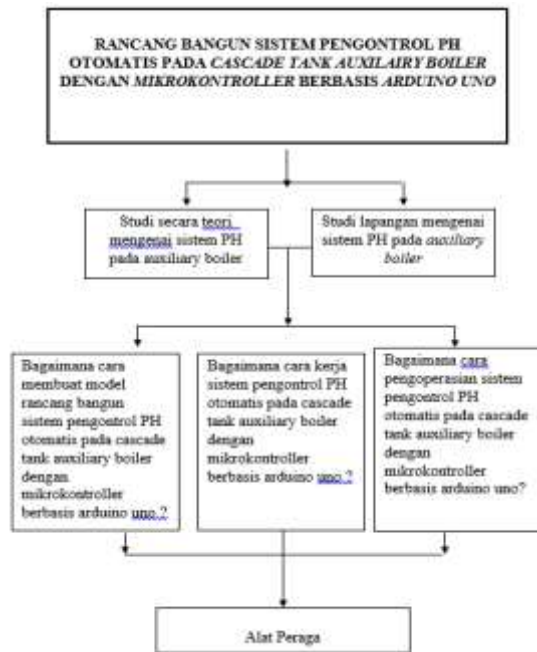 RANCANG BANGUN SISTEM PENGONTROL PH
OTOMATIS PADA CASCADE TANK AUXILAIRY BOILER
DENGAN MIKROKONTROLLER BERBASIS ARDUINO UNO
Studi secara teori
mengenai sistem PH
pada auxiliary boiler
Studi lapangan mengenai
sistem PH pada auxiliary
boiler
Bagaimana cara
membuat model
rancang bangun
sistem pengontrol PH
otomatis pada cascade
tank auxiliary boiler
dengan
mikrokontroller
berbasis arduino uno.?
Bagaimana cara kerja
sistem pengontrol PH
otomatis pada cascade
tank auxiliary boiler
dengan
mikrokontroller
berbasis arduino uno.?
Bagaimana cara
pengoperasian sistem
pengontrol PH
otomatis pada cascade
tank auxiliary boiler
dengan
mikrokontroller
berbasis arduino uno?
Alat Peraga